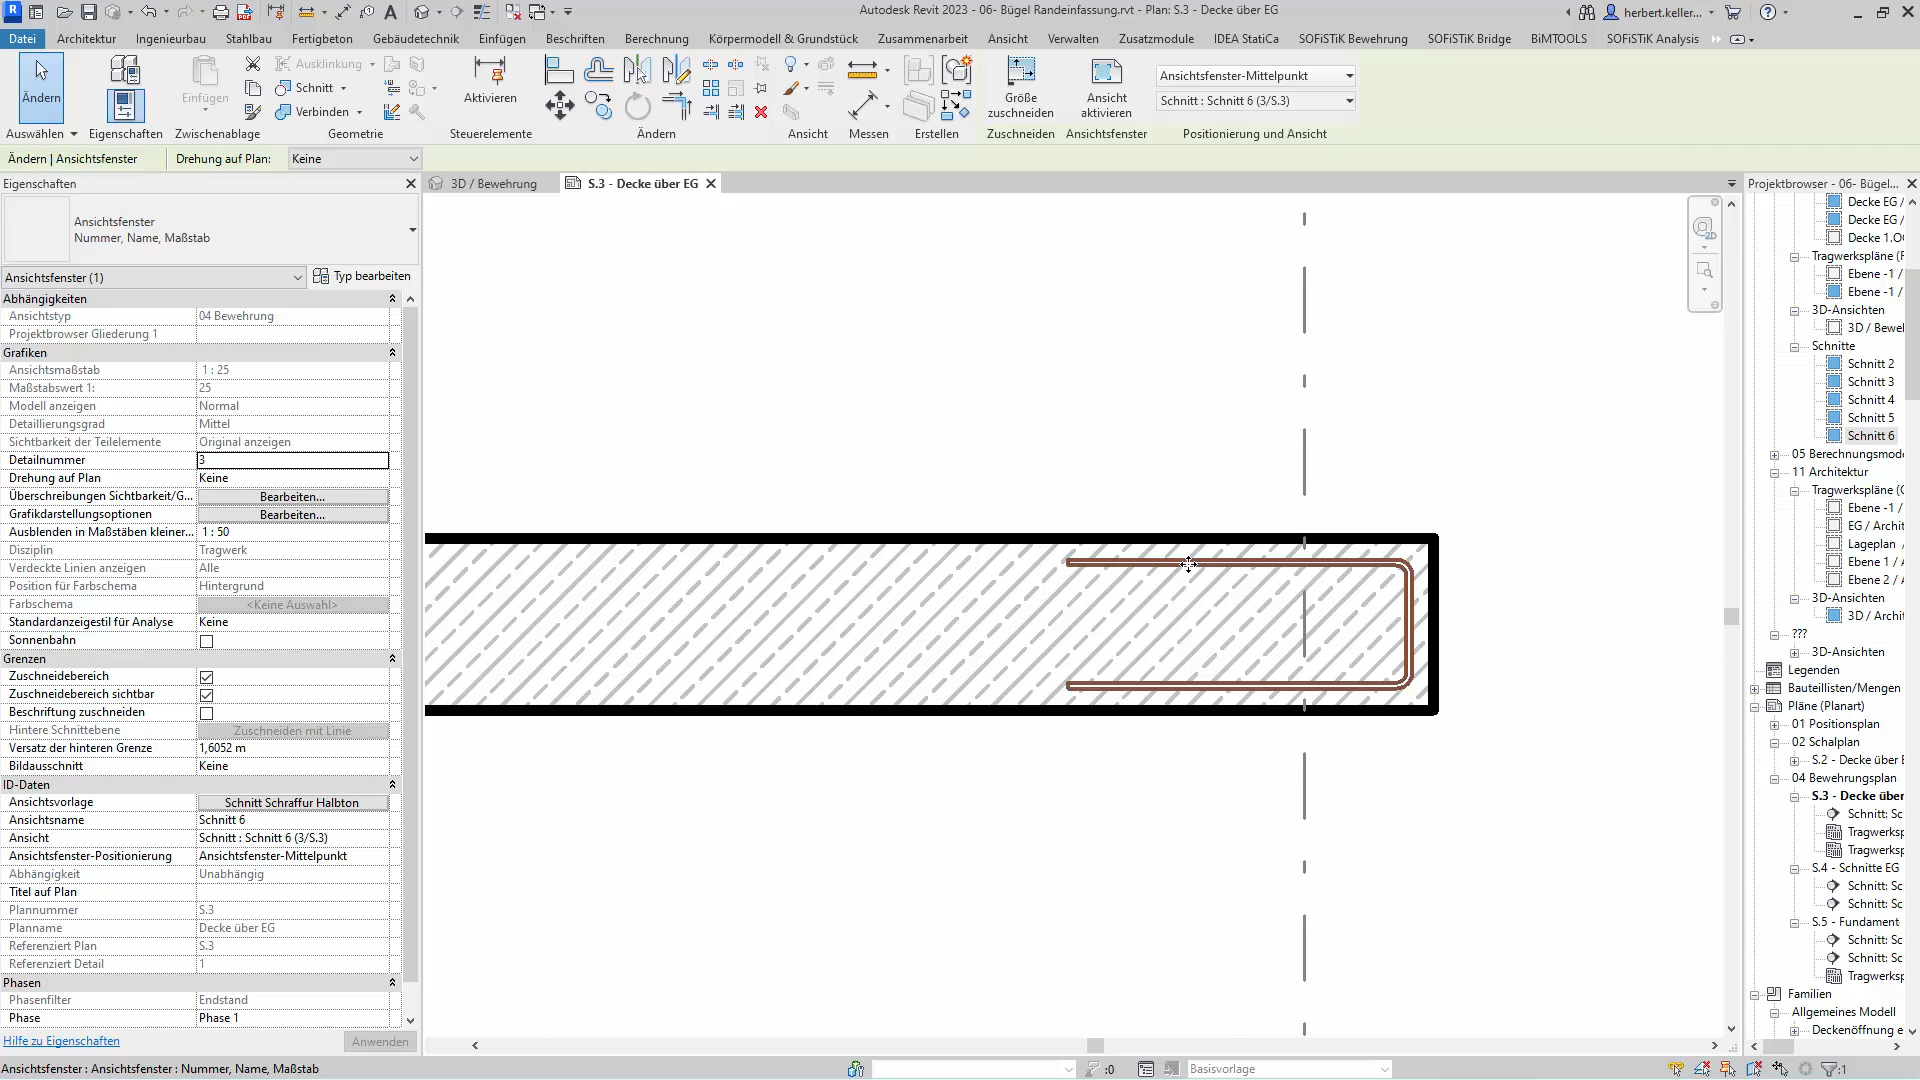 Autodesk Revit 2023 - 06- Bügel Randeinfassung.rvt - Plan: S.3 - Decke über EG
herbert.keller...
Datei Architektur Ingenieurbau Stahlbau Fertigbeton Gebäudetechnik Einfügen Beschriften Berechnung Körpermodell & Grundstück Zusammenarbeit Ansicht Verwalten Zusatzmodule IDEA StatiCa SOFiSTiK Bewehrung SOFiSTiK Bridge BiMTOOLS SOFiSTiK Analysis
Ändern
Einfügen
Ausklinkung
Schnitt
Verbinden
Aktivieren
Größe zuschneiden
Ansicht aktivieren
Ansichtsfenster-Mittelpunkt
Schnitt : Schnitt 6 (3/S.3)
Auswählen Eigenschaften Zwischenablage Geometrie Steuerelemente Ändern Ansicht Messen Erstellen Zuschneiden Ansichtsfenster Positionierung und Ansicht
Ändern | Ansichtsfenster Drehung auf Plan: Keine
Eigenschaften
3D / Bewehrung
S.3 - Decke über EG
Projektbrowser - 06- Bügel...
Ansichtsfenster
Nummer, Name, Maßstab
Ansichtsfenster (1) Typ bearbeiten
Abhängigkeiten
Ansichtstyp 04 Bewehrung
Projektbrowser Gliederung 1
Grafiken
Ansichtsmaßstab 1 : 25
Maßstabswert 1: 25
Modell anzeigen Normal
Detaillierungsgrad Mittel
Sichtbarkeit der Teilelemente Original anzeigen
Detailnummer 3
Drehung auf Plan Keine
Überschreibungen Sichtbarkeit/G... Bearbeiten...
Grafikdarstellungsoptionen Bearbeiten...
Ausblenden in Maßstäben kleiner... 1 : 50
Disziplin Tragwerk
Verdeckte Linien anzeigen Alle
Position für Farbschema Hintergrund
Farbschema <Keine Auswahl>
Standardanzeigestil für Analyse Keine
Sonnenbahn
Grenzen
Zuschneidebereich
Zuschneidebereich sichtbar
Beschriftung zuschneiden
Hintere Schnittebene Zuschneiden mit Linie
Versatz der hinteren Grenze 1,6052 m
Bildausschnitt Keine
ID-Daten
Ansichtsvorlage Schnitt Schraffur Halbton
Ansichtsname Schnitt 6
Ansicht Schnitt : Schnitt 6 (3/S.3)
Ansichtsfenster-Positionierung Ansichtsfenster-Mittelpunkt
Abhängigkeit Unabhängig
Titel auf Plan
Plannummer S.3
Planname Decke über EG
Referenziert Plan S.3
Referenziert Detail 1
Phasen
Phasenfilter Endstand
Phase Phase 1
Hilfe zu Eigenschaften Anwenden
Decke EG /
Decke EG /
Decke 1.O
Tragwerkspläne (F
Ebene -1 /
Ebene -1 /
3D-Ansichten
3D / Bewel
Schnitte
Schnitt 2
Schnitt 3
Schnitt 4
Schnitt 5
Schnitt 6
05 Berechnungsmode
11 Architektur
Tragwerkspläne (
Ebene -1 /
EG / Archit
Lageplan
Ebene 1 /
Ebene 2 /
3D-Ansichten
3D / Archit
???
3D-Ansichten
Legenden
Bauteillisten/Mengen
Pläne (Planart)
01 Positionsplan
02 Schalplan
S.2 - Decke über
04 Bewehrungsplan
S.3 - Decke über
Schnitt: Sc
Tragwerksp
Tragwerksp
S.4 - Schnitte EG
Schnitt: Sc
Schnitt: Sc
S.5 - Fundament
Schnitt: Sc
Schnitt: Sc
Tragwerksp
Familien
Allgemeines Modell
Deckenöffnung e
Ansichtsfenster : Ansichtsfenster : Nummer, Name, Maßstab
:0
Basisvorlage
:1